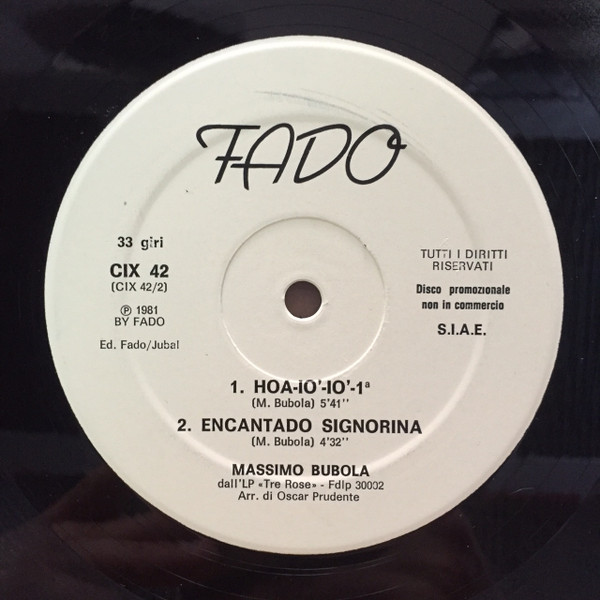 FADO
33 giri
CIX 42
(CIX 42/2)
℗ 1981
BY FADO
Ed. Fado/Jubal
TUTTI I DIRITTI
RISERVATI
Disco promozionale
non in commercio
S.I.A.E.
1. HOA-IO'-IO'-1ª
(M. Bubola) 5'41''
2. ENCANTADO SIGNORINA
(M. Bubola) 4'32''
MASSIMO BUBOLA
dall'LP «Tre Rose» - Fdlp 30002
Arr. di Oscar Prudente